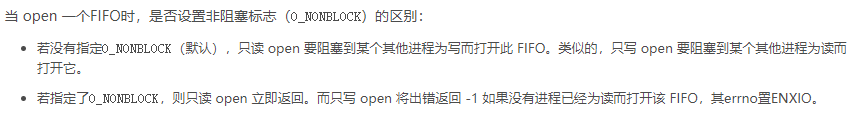 当 open 一个FIFO时，是否设置非阻塞标志（O_NONBLOCK）的区别：
• 若没有指定O_NONBLOCK（默认），只读 open 要阻塞到某个其他进程为写而打开此 FIFO。类似的，只写 open 要阻塞到某个其他进程为读而
打开它。
• 若指定了O_NONBLOCK，则只读 open 立即返回。而只写 open 将出错返回 -1 如果没有进程已经为读而打开该 FIFO，其errno置ENXIO。